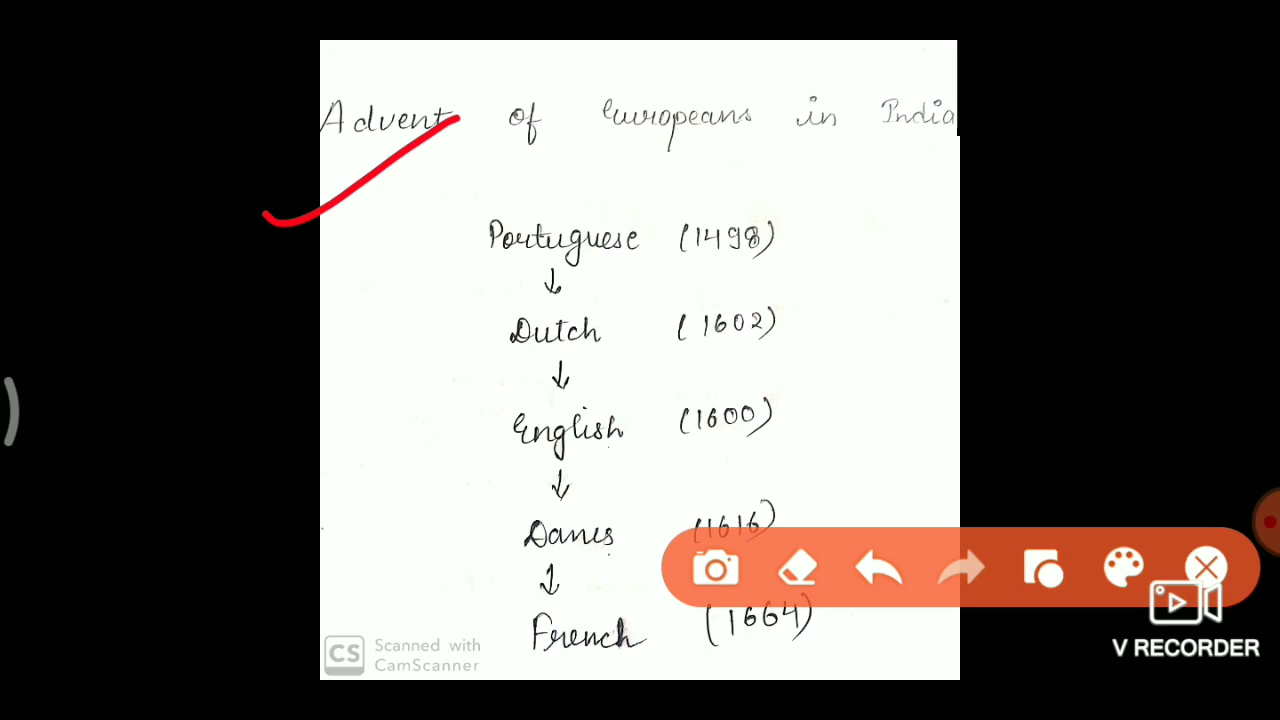 Advent of Europeans in India
Portuguese (1498)
↓
Dutch (1602)
↓
English (1600)
↓
Danes (1616)
↓
French (1664)
CS Scanned with
CamScanner
V RECORDER